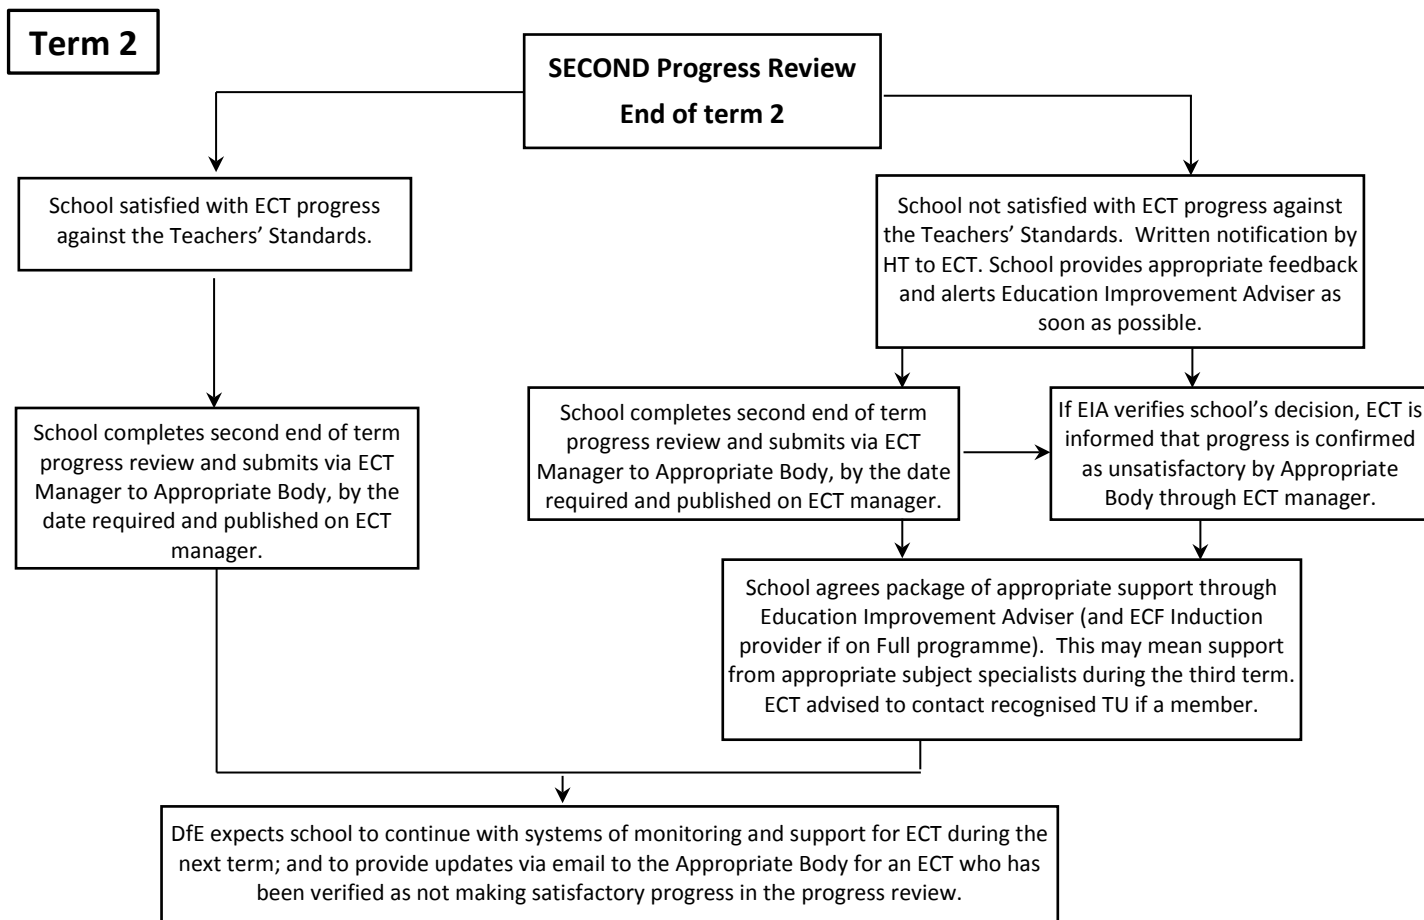 Term 2
SECOND Progress Review
End of term 2
School satisfied with ECT progress
against the Teachers’ Standards.
School not satisfied with ECT progress against
the Teachers’ Standards.  Written notification by
HT to ECT. School provides appropriate feedback
and alerts Education Improvement Adviser as
soon as possible.
School completes second end of term
progress review and submits via ECT
Manager to Appropriate Body, by the
date required and published on ECT
manager.
School completes second end of term
progress review and submits via ECT
Manager to Appropriate Body, by the date
required and published on ECT manager.
If EIA verifies school’s decision, ECT is
informed that progress is confirmed
as unsatisfactory by Appropriate
Body through ECT manager.
School agrees package of appropriate support through
Education Improvement Adviser (and ECF Induction
provider if on Full programme).  This may mean support
from appropriate subject specialists during the third term.
ECT advised to contact recognised TU if a member.
DfE expects school to continue with systems of monitoring and support for ECT during the
next term; and to provide updates via email to the Appropriate Body for an ECT who has
been verified as not making satisfactory progress in the progress review.